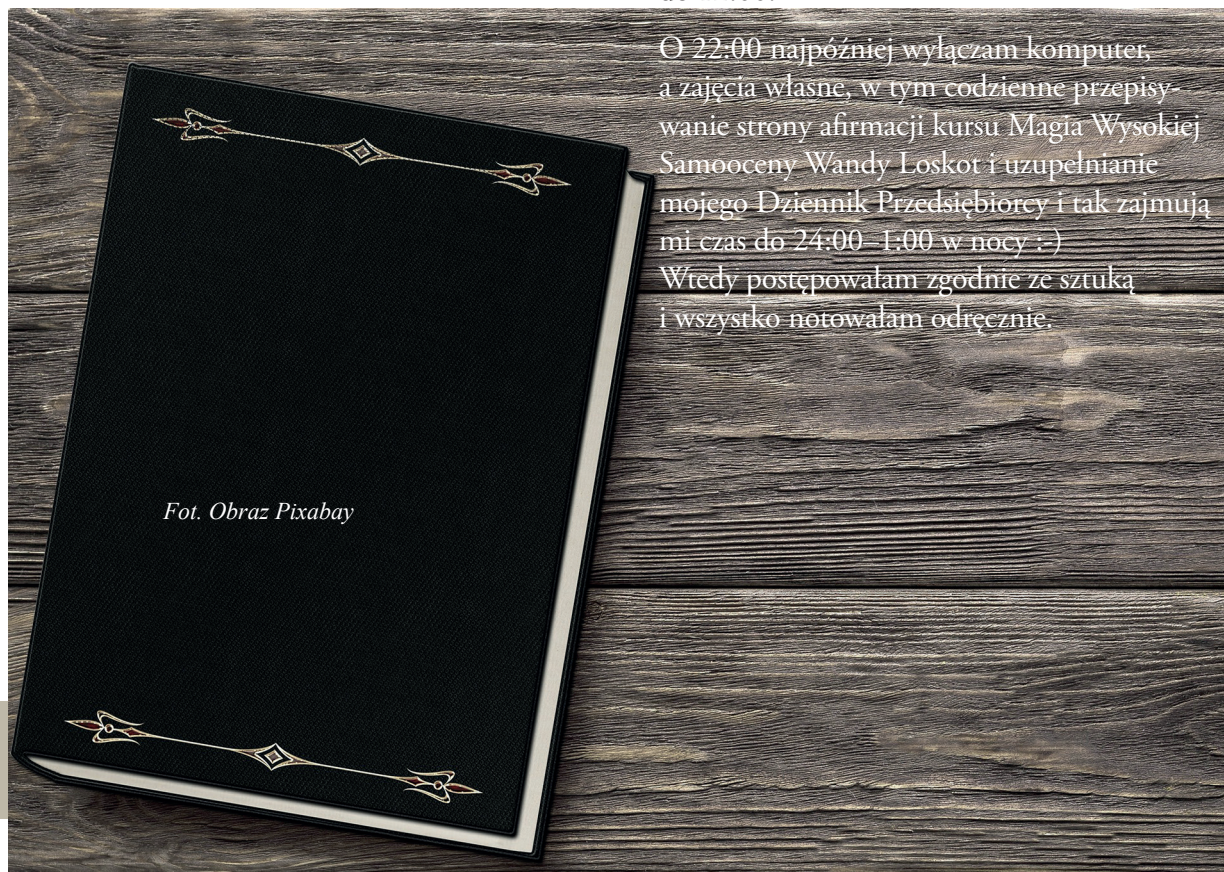 O 22:00 najpóźniej wyłączam komputer,
a zajęcia własne, w tym codzienne przepisy-
wanie strony afirmacji kursu Magia Wysokiej
Samooceny Wandy Loskot i uzupełnianie
mojego Dziennik Przedsiębiorcy i tak zajmują
mi czas do 24:00–1:00 w nocy :-)
Wtedy postępowałam zgodnie ze sztuką
i wszystko notowałam odręcznie.
Fot. Obraz Pixabay